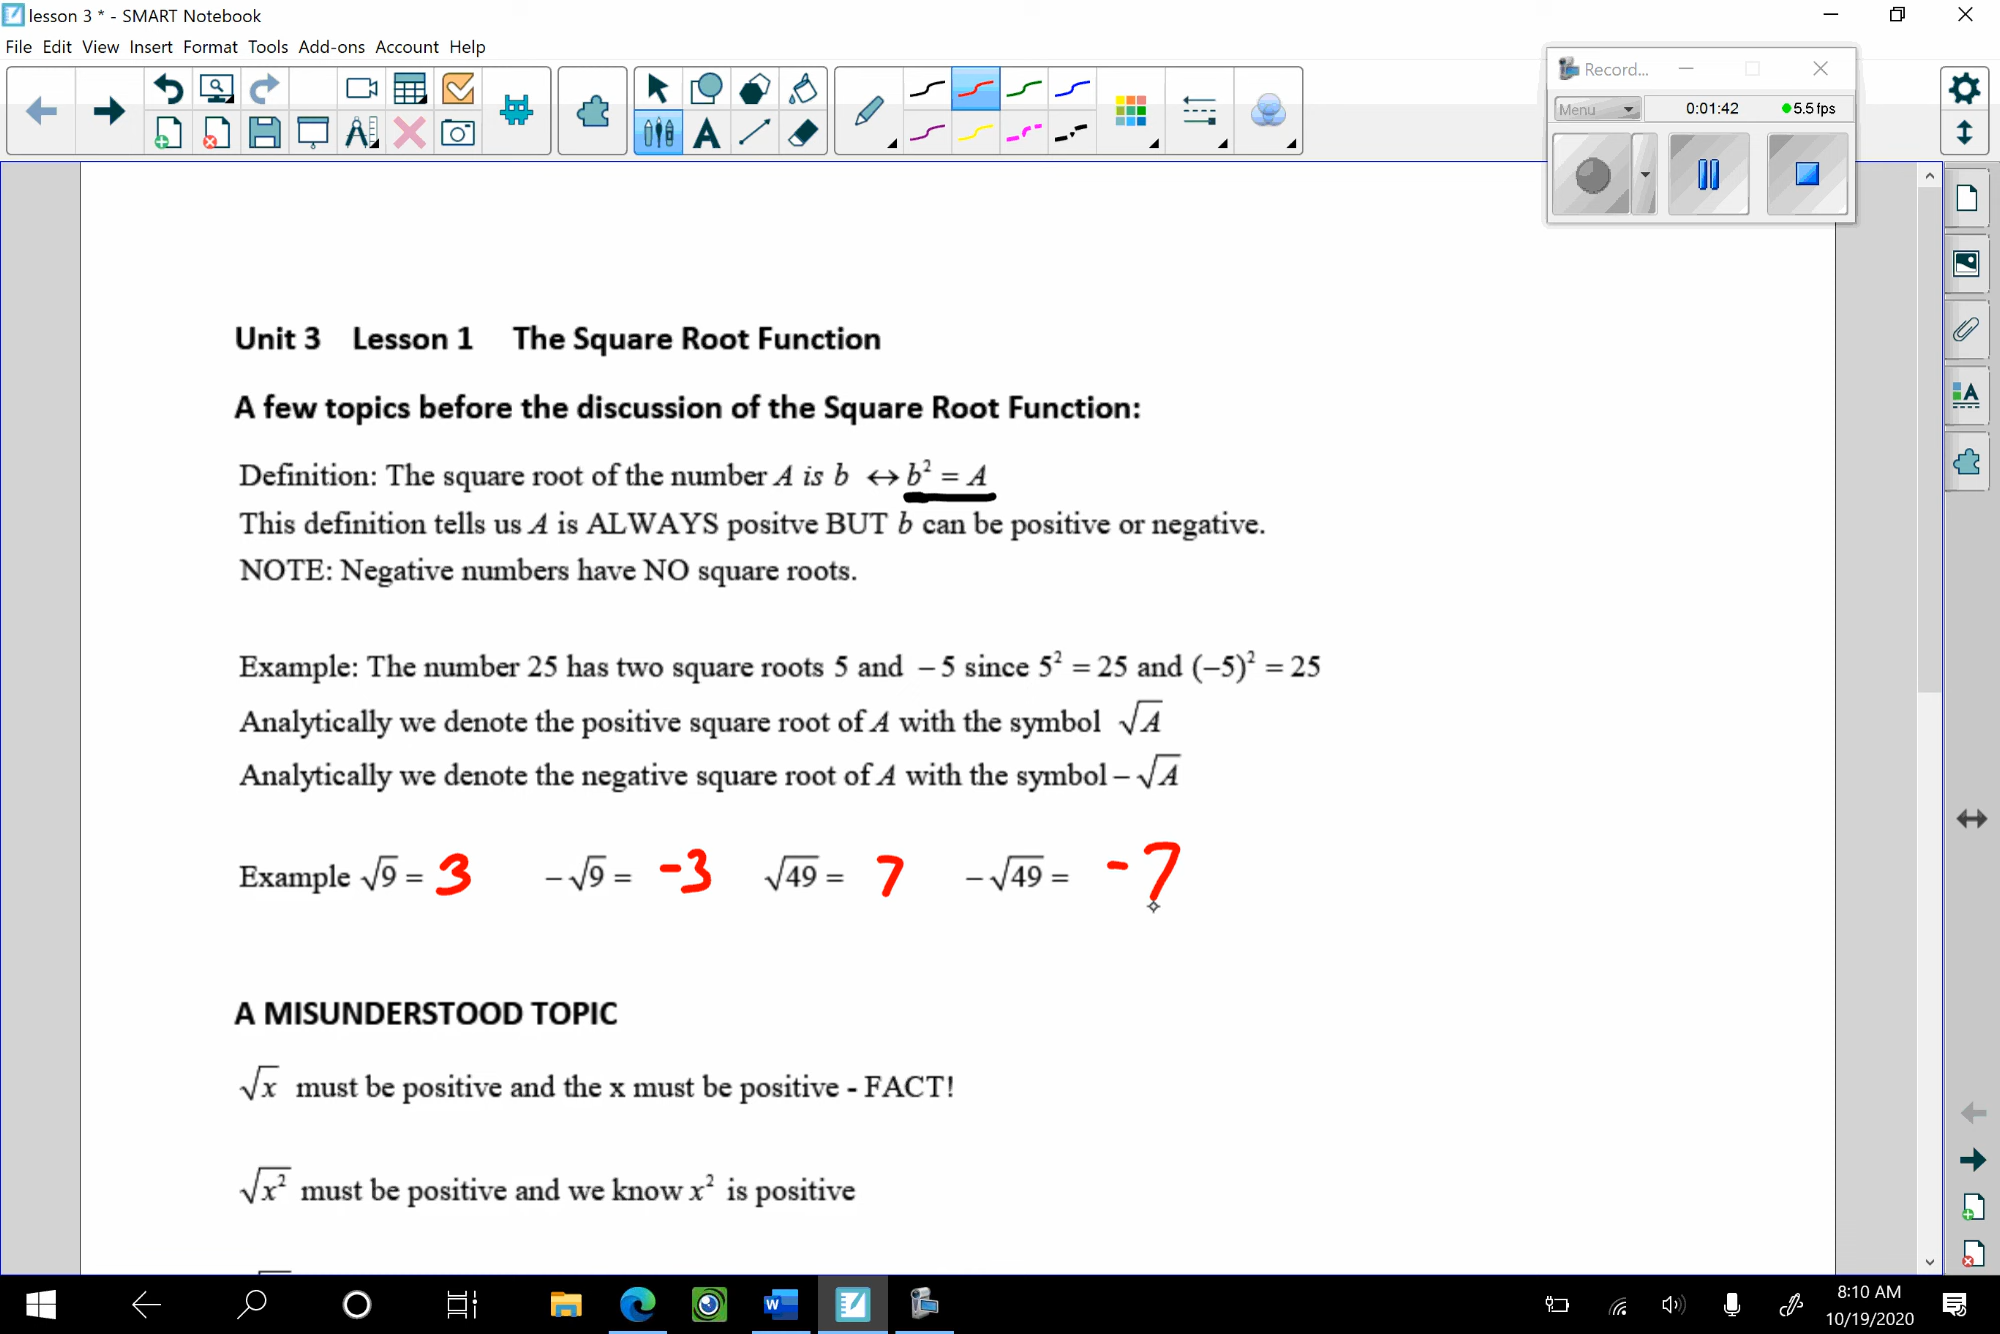 lesson 3 * - SMART Notebook
File Edit View Insert Format Tools Add-ons Account Help
Record...
Menu 0:01:42 5.5 fps
Unit 3 Lesson 1 The Square Root Function
A few topics before the discussion of the Square Root Function:
Definition: The square root of the number A is b ↔ b² = A
This definition tells us A is ALWAYS positve BUT b can be positive or negative.
NOTE: Negative numbers have NO square roots.
Example: The number 25 has two square roots 5 and − 5 since 5² = 25 and (−5)² = 25
Analytically we denote the positive square root of A with the symbol √A
Analytically we denote the negative square root of A with the symbol − √A
Example √9 = 3 − √9 = -3 √49 = 7 − √49 = -7
A MISUNDERSTOOD TOPIC
√x must be positive and the x must be positive - FACT!
√x² must be positive and we know x² is positive
8:10 AM
10/19/2020